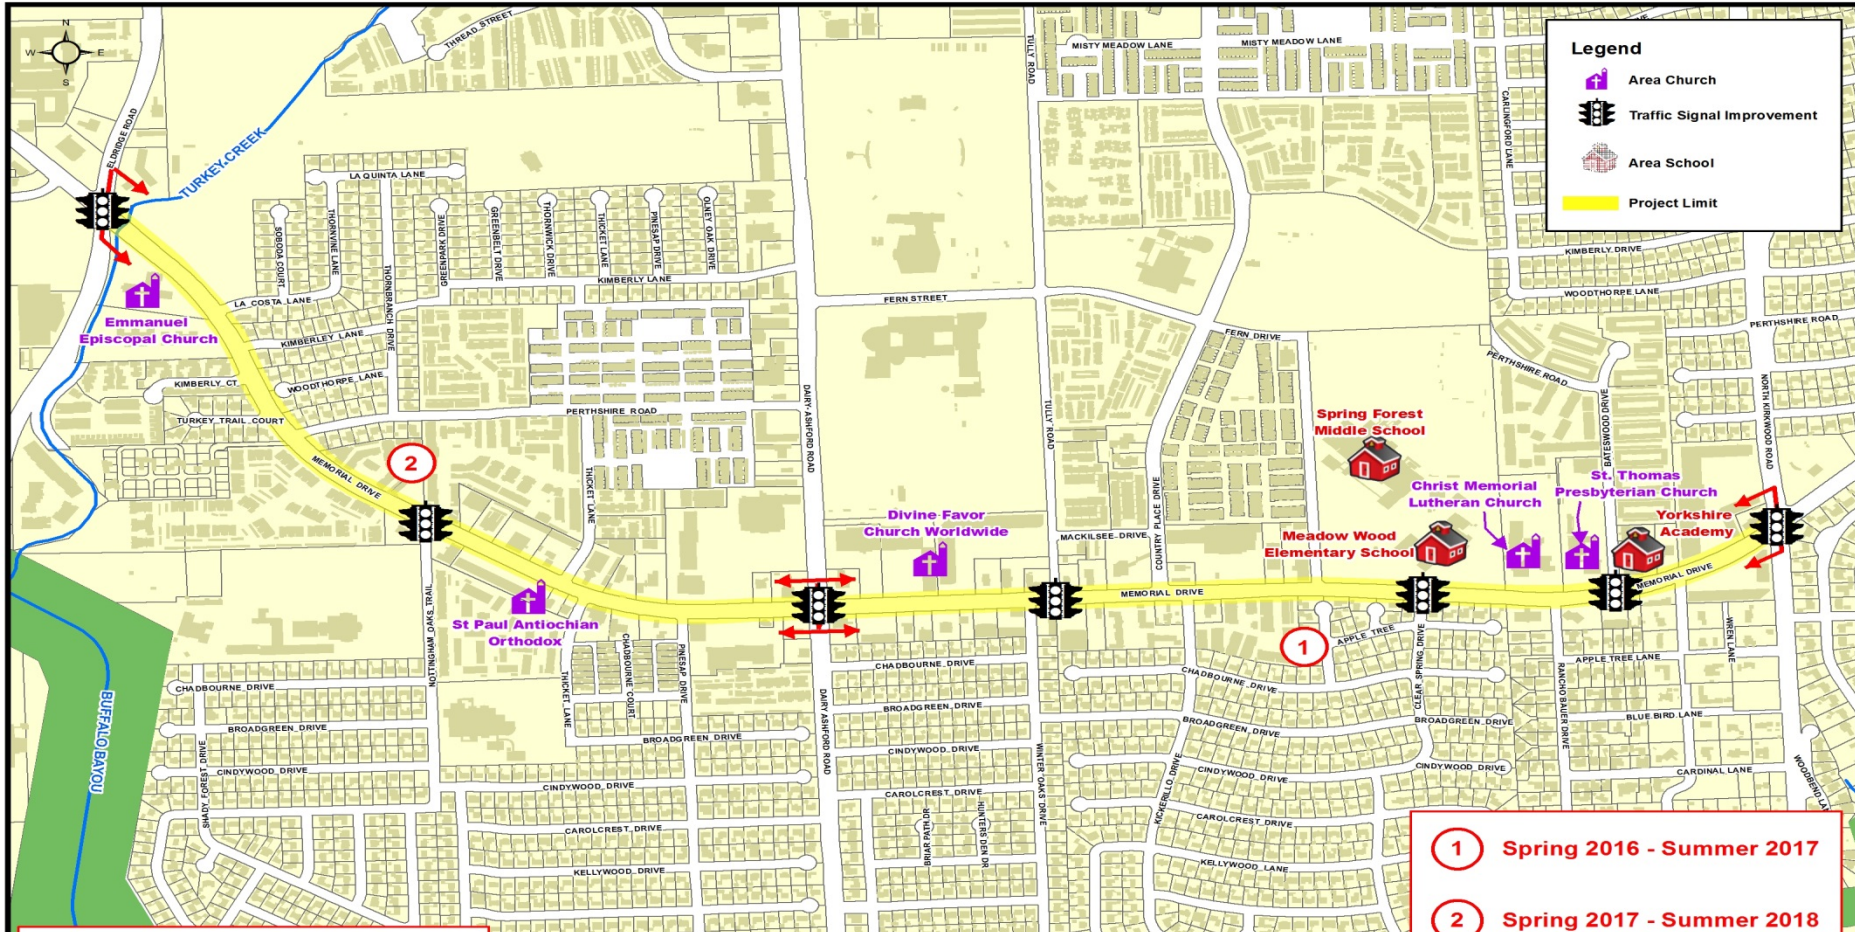 N
W
E
S
THREAD STREET
ELDRIDGE ROAD
TURKEY CREEK
TULLY ROAD
MISTY MEADOW LANE
MISTY MEADOW LANE
CARLINGFORD LANE
Legend
Area Church
Traffic Signal Improvement
Area School
Project Limit
LA QUINTA LANE
SOBODA COURT
THORNVINE LANE
THORNBRANCH DRIVE
GREENPARK DRIVE
GREENBELT DRIVE
THORNWICK DRIVE
THICKET LANE
PINESAP DRIVE
OLNEY OAK DRIVE
KIMBERLY LANE
KIMBERLY DRIVE
WOODTHORPE LANE
PERTHSHIRE ROAD
Emmanuel
Episcopal Church
LA COSTA LANE
KIMBERLEY LANE
KIMBERLY CT
WOODTHORPE LANE
TURKEY TRAIL COURT
FERN STREET
FERN DRIVE
PERTHSHIRE ROAD
PERTHSHIRE ROAD
DAIRY ASHFORD ROAD
TULLY ROAD
COUNTRY PLACE DRIVE
BATESWOOD DRIVE
NORTH KIRKWOOD ROAD
MEMORIAL DRIVE
2
THICKET LANE
Spring Forest
Middle School
Christ Memorial
Lutheran Church
St. Thomas
Presbyterian Church
Yorkshire
Academy
Divine Favor
Church Worldwide
MACKILSEE DRIVE
Meadow Wood
Elementary School
MEMORIAL DRIVE
MEMORIAL DRIVE
St Paul Antiochian
Orthodox
NOTTINGHAM OAKS TRAIL
THICKET LANE
CHADBOURNE COURT
PINESAP DRIVE
1
APPLE TREE
CLEAR SPRING DRIVE
RANCHO BAUER DRIVE
APPLE TREE LANE
WREN LANE
CHADBOURNE DRIVE
CHADBOURNE DRIVE
CHADBOURNE DRIVE
BUFFALO BAYOU
BROADGREEN DRIVE
BROADGREEN DRIVE
BROADGREEN DRIVE
BROADGREEN DRIVE
BROADGREEN DRIVE
BLUE BIRD LANE
DAIRY ASHFORD ROAD
WINTER OAKS DRIVE
KICKERILLO DRIVE
SHADY FOREST DRIVE
CINDYWOOD DRIVE
CINDYWOOD DRIVE
CINDYWOOD DRIVE
CINDYWOOD DRIVE
CINDYWOOD DRIVE
CARDINAL LANE
WOODBEND LAN
CAROLCREST DRIVE
CAROLCREST DRIVE
CAROLCREST DRIVE
BRIAR PATH DR
HUNTERS DEN DR
KELLYWOOD DRIVE
KELLYWOOD LANE
1 Spring 2016 - Summer 2017
2 Spring 2017 - Summer 2018